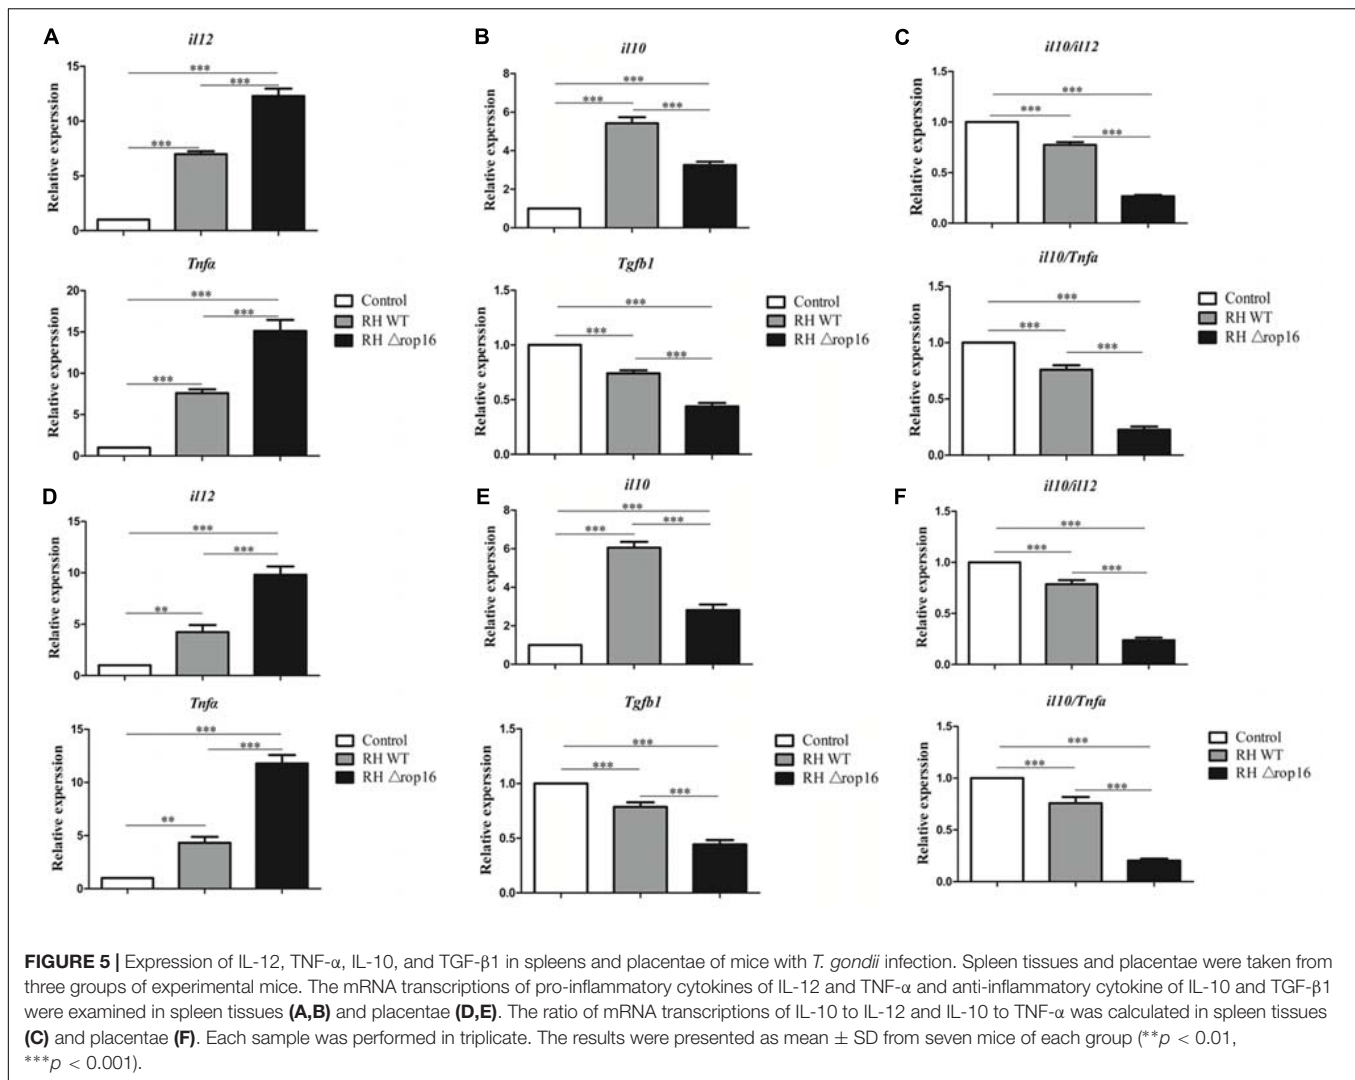 A
il12
Relative experssion
15
10
5
0
***
***
***
B
il10
Relative experssion
8
6
4
2
0
***
***
***
C
il10/il12
Relative experssion
1.5
1.0
0.5
0.0
***
***
***
Tnfα
Relative experssion
20
15
10
5
0
***
***
***
Control
RH WT
RH △rop16
Tgfb1
Relative experssion
1.5
1.0
0.5
0.0
***
***
***
Control
RH WT
RH △rop16
il10/Tnfa
Relative experssion
1.5
1.0
0.5
0.0
***
***
***
Control
RH WT
RH △rop16
D
il12
Relative experssion
15
10
5
0
***
***
**
E
il10
Relative experssion
8
6
4
2
0
***
***
***
F
il10/il12
Relative experssion
1.5
1.0
0.5
0.0
***
***
***
Tnfα
Relative experssion
15
10
5
0
***
***
**
Control
RH WT
RH △rop16
Tgfb1
Relative experssion
1.5
1.0
0.5
0.0
***
***
***
Control
RH WT
RH △rop16
il10/Tnfa
Relative experssion
1.5
1.0
0.5
0.0
***
***
***
Control
RH WT
RH △rop16
FIGURE 5 | Expression of IL-12, TNF-α, IL-10, and TGF-β1 in spleens and placentae of mice with T. gondii infection. Spleen tissues and placentae were taken from
three groups of experimental mice. The mRNA transcriptions of pro-inflammatory cytokines of IL-12 and TNF-α and anti-inflammatory cytokine of IL-10 and TGF-β1
were examined in spleen tissues (A,B) and placentae (D,E). The ratio of mRNA transcriptions of IL-10 to IL-12 and IL-10 to TNF-α was calculated in spleen tissues
(C) and placentae (F). Each sample was performed in triplicate. The results were presented as mean ± SD from seven mice of each group (**p < 0.01,
***p < 0.001).